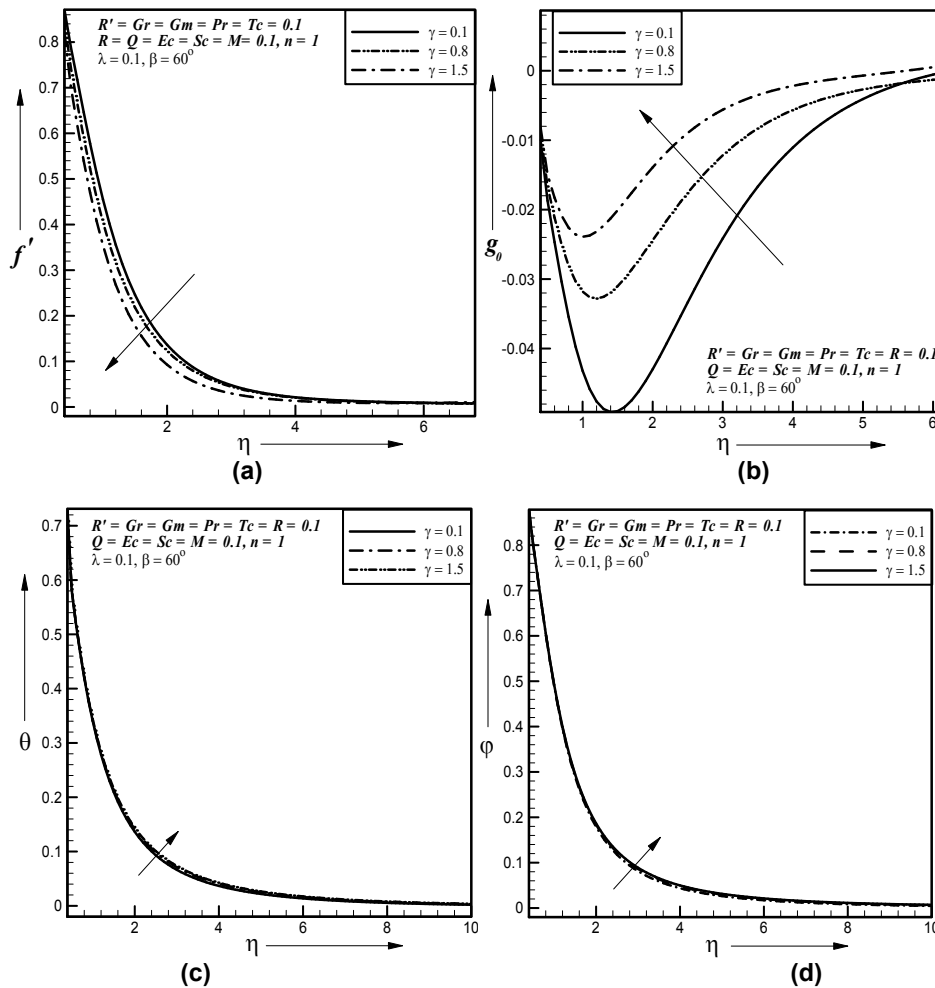 R' = Gr = Gm = Pr = Tc = 0.1
R = Q = Ec = Sc = M = 0.1, n = 1
λ = 0.1, β = 60°
γ = 0.1
γ = 0.8
γ = 1.5
0.8
0.7
0.6
0.5
0.4
0.3
0.2
0.1
0
f'
2
4
6
η
(a)
γ = 0.1
γ = 0.8
γ = 1.5
0
-0.01
-0.02
-0.03
-0.04
g₀
R' = Gr = Gm = Pr = Tc = R = 0.1
Q = Ec = Sc = M = 0.1, n = 1
λ = 0.1, β = 60°
1
2
3
4
5
6
η
(b)
R' = Gr = Gm = Pr = Tc = R = 0.1
Q = Ec = Sc = M = 0.1, n = 1
λ = 0.1, β = 60°
γ = 0.1
γ = 0.8
γ = 1.5
0.7
0.6
0.5
0.4
0.3
0.2
0.1
0
θ
2
4
6
8
10
η
(c)
R' = Gr = Gm = Pr = Tc = R = 0.1
Q = Ec = Sc = M = 0.1, n = 1
λ = 0.1, β = 60°
γ = 0.1
γ = 0.8
γ = 1.5
0.8
0.7
0.6
0.5
0.4
0.3
0.2
0.1
0
φ
2
4
6
8
10
η
(d)